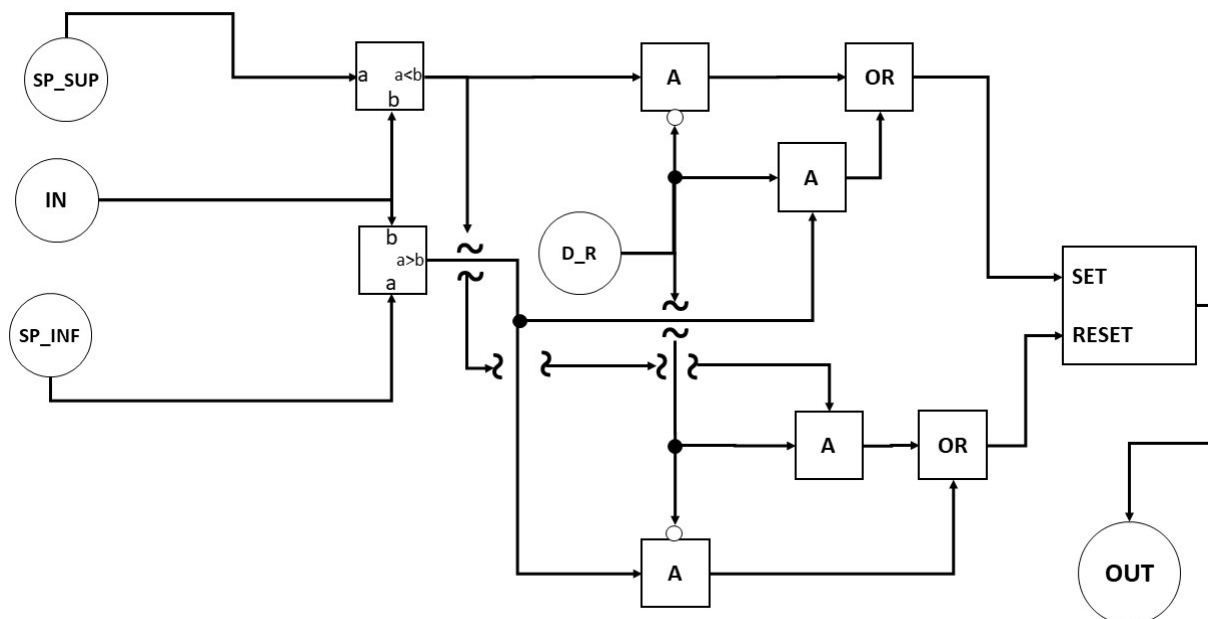 SP_SUP
a
a<b
b
A
OR
IN
A
b
a>b
a
D_R
SET
SP_INF
RESET
A
OR
A
OUT